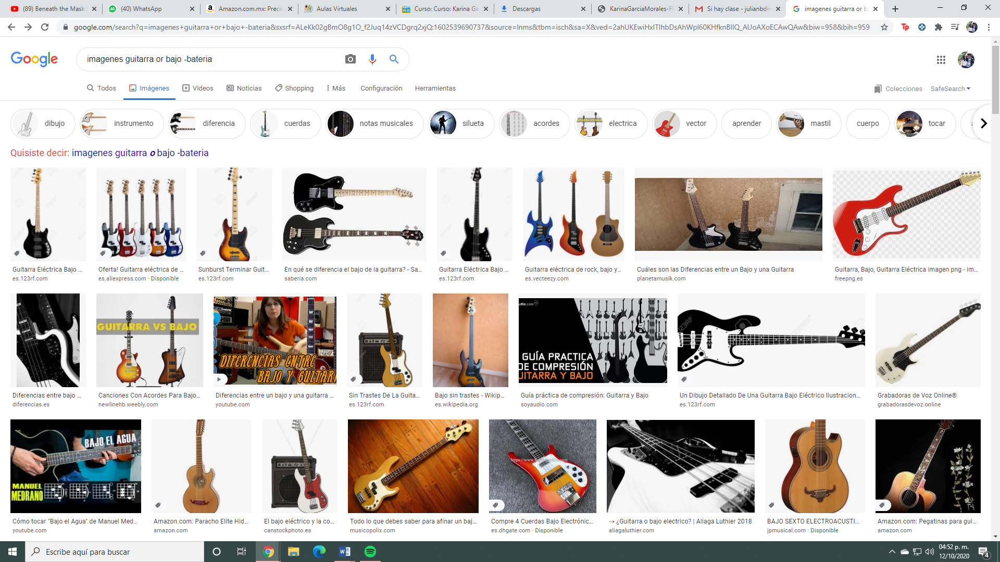 (89) Beneath the Mask
(40) WhatsApp
Amazon.com.mx: Preci
Aulas Virtuales
Curso: Curso: Karina Ga
Descargas
KarinaGarciaMorales-F
Si hay clase - julianbdin
imagenes guitarra or b
google.com/search?q=imagenes+guitarra+or+bajo+-bateria&sxsrf=ALeKk02gBmO8g1O_f2Juq14zVCDgrq2xjQ:1602539690737&source=lnms&tbm=isch&sa=X&ved=2ahUKEwiHxITlhbDsAhWpl60KHfknBIIQ_AUoAXoECAwQAw&biw=958&bih=959
Google
imagenes guitarra or bajo -bateria
Todos
Imágenes
Videos
Noticias
Shopping
Más
Configuración
Herramientas
Colecciones
SafeSearch
dibujo
instrumento
diferencia
cuerdas
notas musicales
silueta
acordes
electrica
vector
aprender
mastil
cuerpo
tocar
Quisiste decir: imagenes guitarra o bajo -bateria
Guitarra Eléctrica Bajo ...
es.123rf.com
Oferta! Guitarra eléctrica de ...
es.aliexpress.com · Disponible
Sunburst Terminar Guit...
es.123rf.com
En qué se diferencia el bajo de la guitarra? - Sa...
saberia.com
Guitarra Eléctrica Bajo ...
es.123rf.com
Guitarra eléctrica de rock, bajo y...
es.vecteezy.com
Cuáles son las Diferencias entre un Bajo y una Guitarra
planetamusik.com
Guitarra, Bajo, Guitarra Eléctrica imagen png - im...
freepng.es
GUITARRA VS BAJO
DIFERENCIAS ENTRE
BAJO Y GUITARR
udio.com
GUÍA PRACTICA
DE COMPRESIÓN
UITARRA Y BAJO
Diferencias entre bajo ...
diferencias.es
Canciones Con Acordes Para Bajo...
newlinehb.weebly.com
Diferencias entre un bajo y una guitarra ...
youtube.com
Sin Trastes De La Guita...
es.123rf.com
Bajo sin trastes - Wikip...
es.wikipedia.org
Guía práctica de compresión: Guitarra y Bajo
soyaudio.com
Un Dibujo Detallado De Una Guitarra Bajo Eléctrico Ilustracion...
es.123rf.com
Grabadoras de Voz Online®
grabadorasdevoz.online
BAJO EL AGUA
MANUEL
MEDRANO
Cómo tocar "Bajo el Agua" de Manuel Med...
youtube.com
Amazon.com: Paracho Elite Hid...
amazon.com
El bajo eléctrico y la co...
canstockphoto.es
Todo lo que debes saber para afinar un baj...
musicopolix.com
Compre 4 Cuerdas Bajo Electrónic...
es.dhgate.com · Disponible
⇢ ¿Guitarra o bajo electrico? | Aliaga Luthier 2018
aliagaluthier.com
BAJO SEXTO ELECTROACUSTI...
jpmusical.com · Disponible
Amazon.com: Pegatinas para gui...
amazon.com
Escribe aquí para buscar
04:52 p. m.
12/10/2020
4